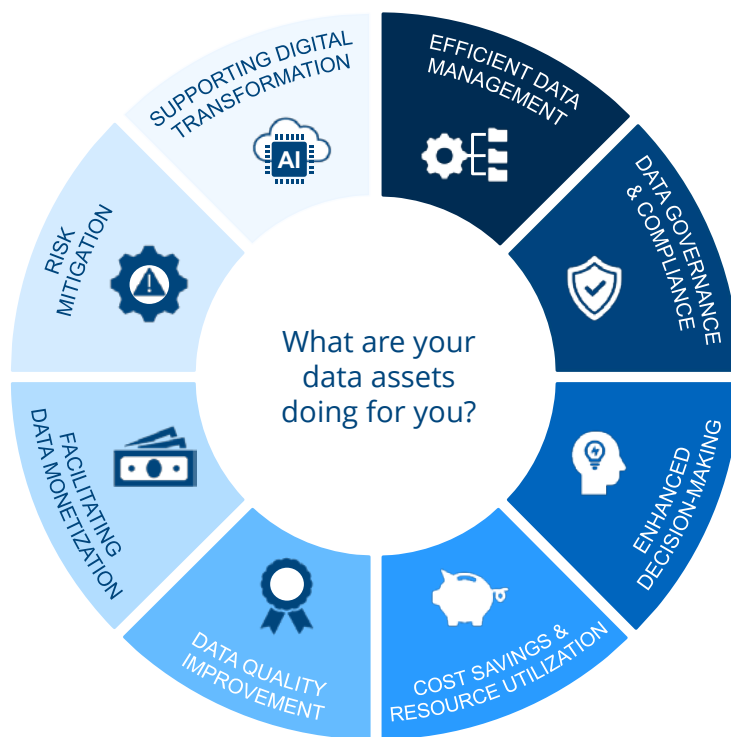 EFFICIENT DATA
MANAGEMENT
DATA GOVERNANCE
& COMPLIANCE
ENHANCED
DECISION-MAKING
COST SAVINGS &
RESOURCE UTILIZATION
DATA QUALITY
IMPROVEMENT
FACILITATING
DATA MONETIZATION
RISK
MITIGATION
SUPPORTING DIGITAL
TRANSFORMATION
AI
What are your
data assets
doing for you?